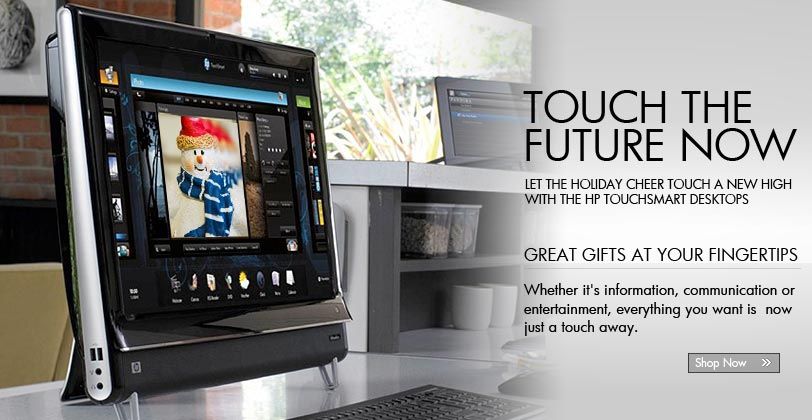 TOUCH THE
FUTURE NOW
LET THE HOLIDAY CHEER TOUCH A NEW HIGH
WITH THE HP TOUCHSMART DESKTOPS
GREAT GIFTS AT YOUR FINGERTIPS
Whether it's information, communication or
entertainment, everything you want is  now
just a touch away.
Shop Now »